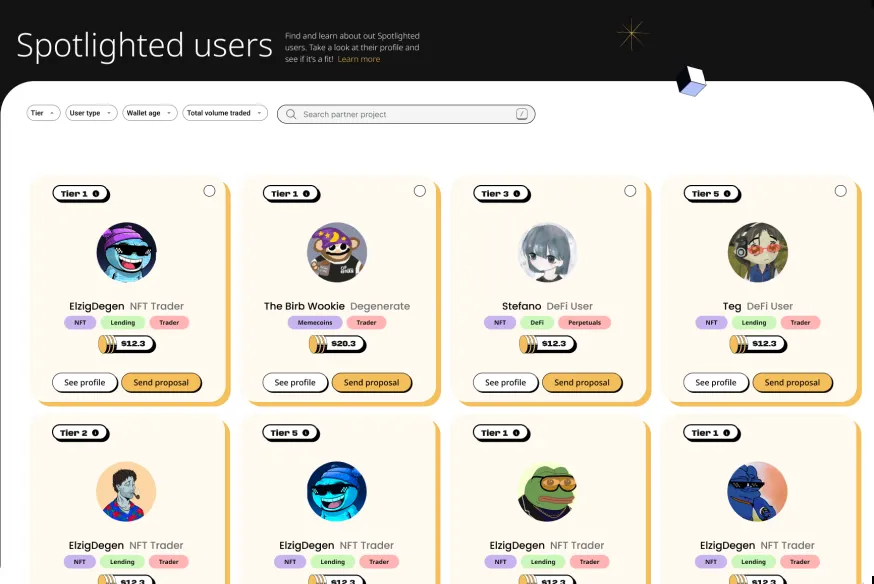 Spotlighted users
Find and learn about out Spotlighted
users. Take a look at their profile and
see if it's a fit! Learn more
Tier User type Wallet age Total volume traded Search partner project /
Tier 1 Tier 1 Tier 3 Tier 5
ElzigDegen NFT Trader The Birb Wookie Degenerate Stefano DeFi User Teg DeFi User
NFT Lending Trader Memecoins Trader NFT DeFi Perpetuals NFT Lending Trader
$12.3 $20.3 $12.3 $12.3
See profile Send proposal See profile Send proposal See profile Send proposal See profile Send proposal
Tier 2 Tier 5 Tier 1 Tier 1
ElzigDegen NFT Trader ElzigDegen NFT Trader ElzigDegen NFT Trader ElzigDegen NFT Trader
NFT Lending Trader NFT Lending Trader NFT Lending Trader NFT Lending Trader
$12.3 $12.3 $12.3 $12.3